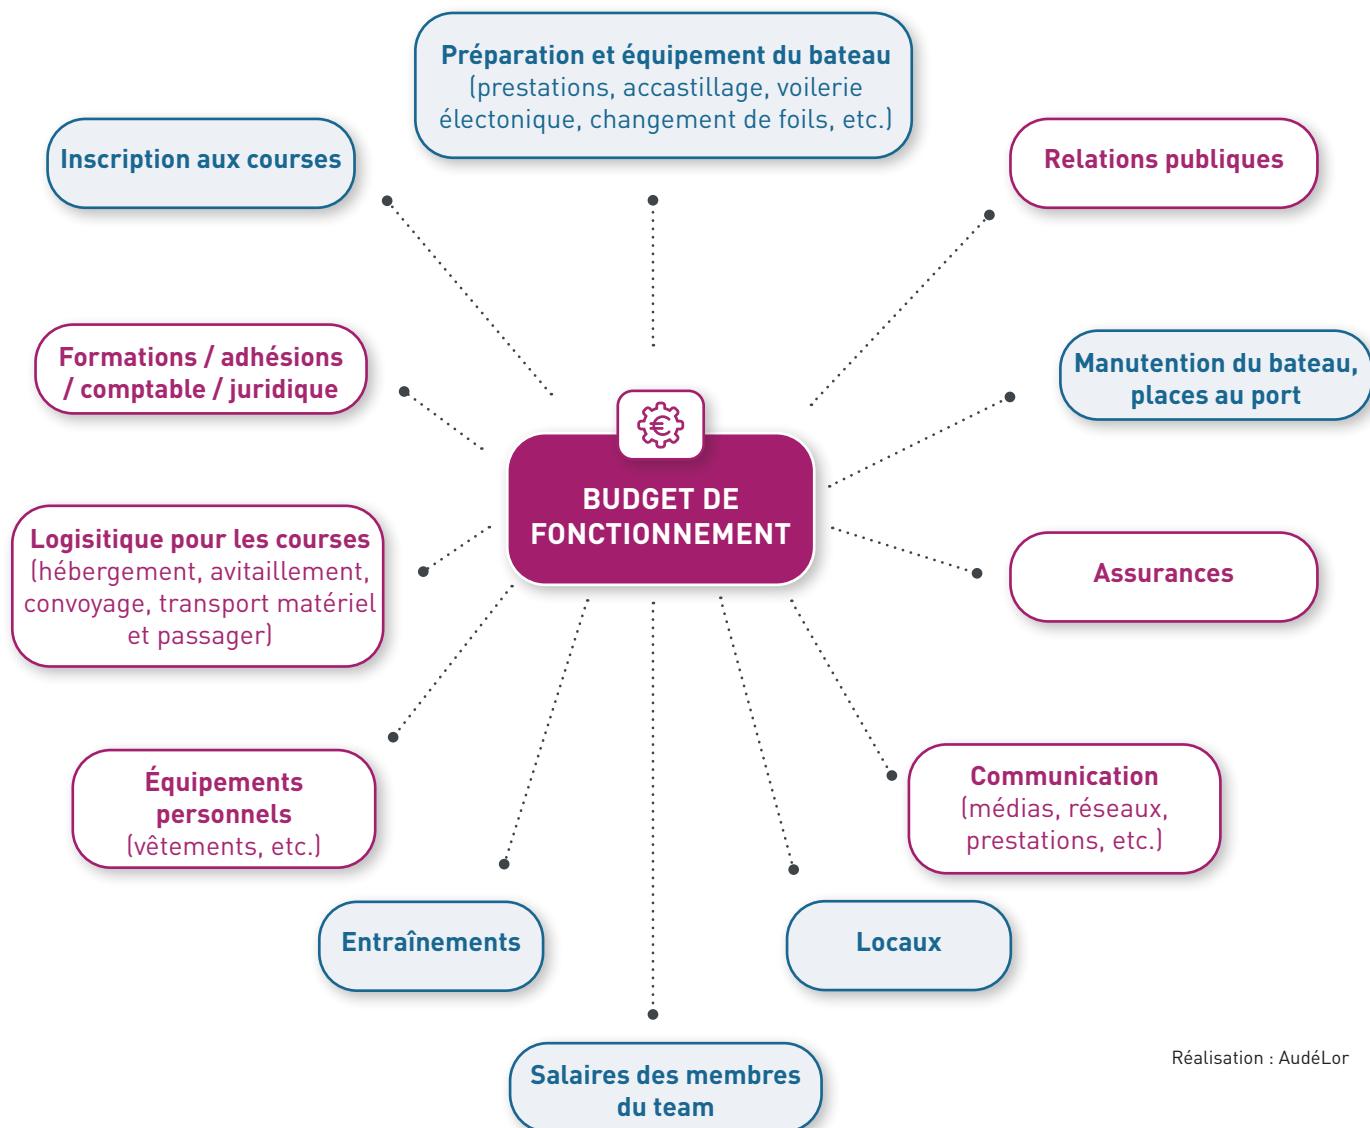 Préparation et équipement du bateau
(prestations, accastillage, voilerie
électonique, changement de foils, etc.)
Inscription aux courses
Relations publiques
Formations / adhésions
/ comptable / juridique
Manutention du bateau,
places au port
€
BUDGET DE
FONCTIONNEMENT
Logisitique pour les courses
(hébergement, avitaillement,
convoyage, transport matériel
et passager)
Assurances
Équipements
personnels
(vêtements, etc.)
Communication
(médias, réseaux,
prestations, etc.)
Entraînements
Locaux
Salaires des membres
du team
Réalisation : AudéLor